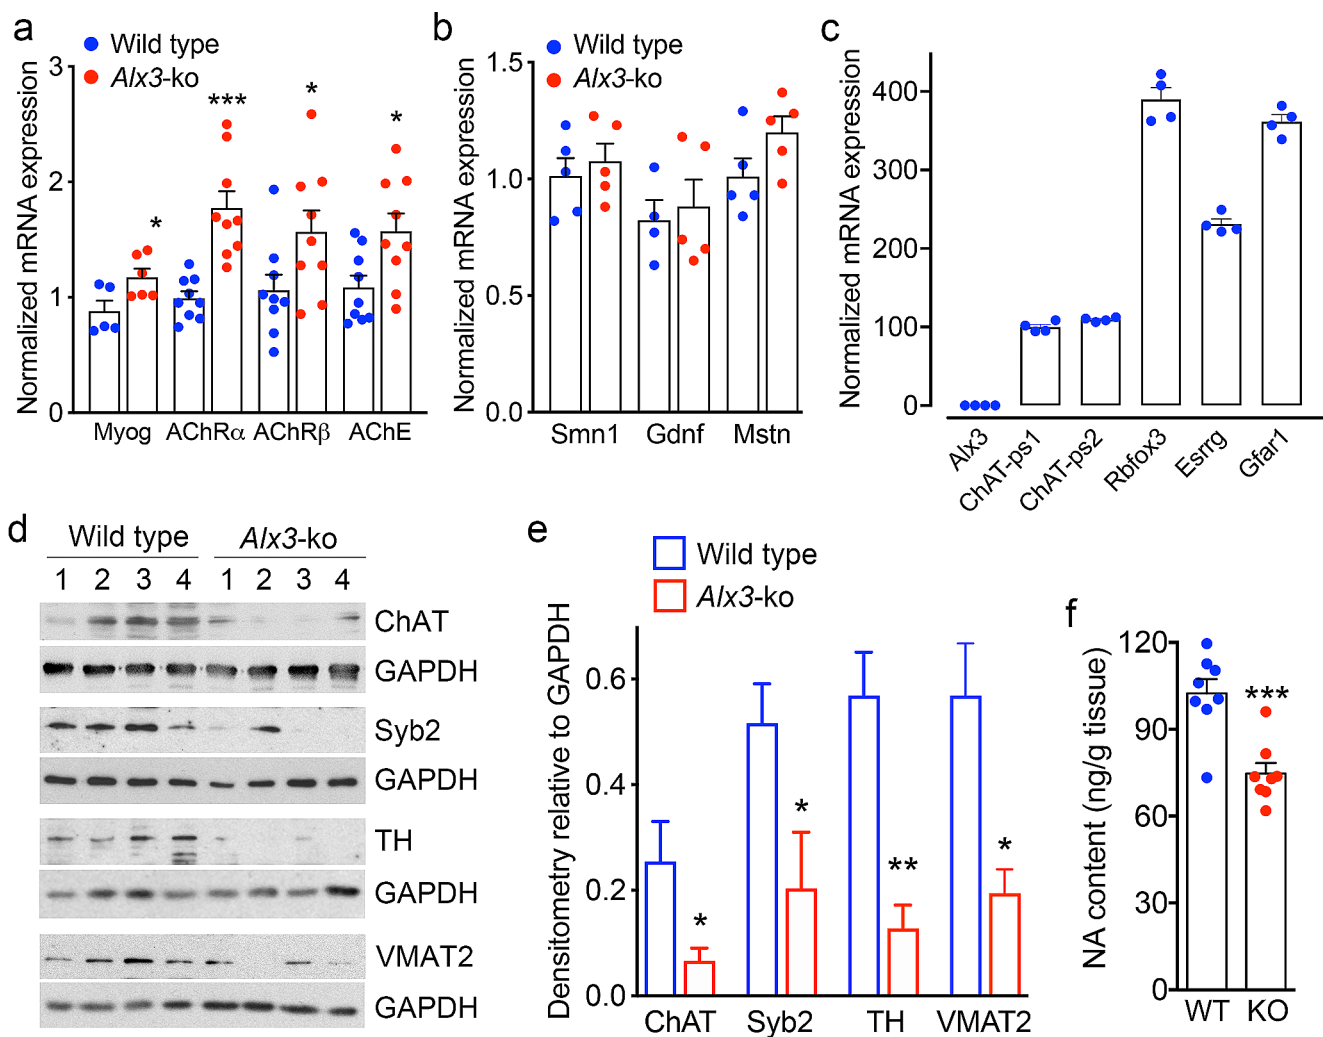 a
Wild type
Alx3-ko
Normalized mRNA expression
3
2
1
0
***
*
*
*
Myog AChRα AChRβ AChE
b
Wild type
Alx3-ko
Normalized mRNA expression
1.5
1.0
0.5
0.0
Smn1 Gdnf Mstn
c
Normalized mRNA expression
400
300
200
100
0
Alx3
ChAT-ps1
ChAT-ps2
Rbfox3
Esrrg
Gfar1
d
Wild type Alx3-ko
1 2 3 4 1 2 3 4
ChAT
GAPDH
Syb2
GAPDH
TH
GAPDH
VMAT2
GAPDH
e
Wild type
Alx3-ko
Densitometry relative to GAPDH
0.6
0.4
0.2
0.0
*
*
**
*
ChAT Syb2 TH VMAT2
f
NA content (ng/g tissue)
120
90
60
30
0
***
WT KO